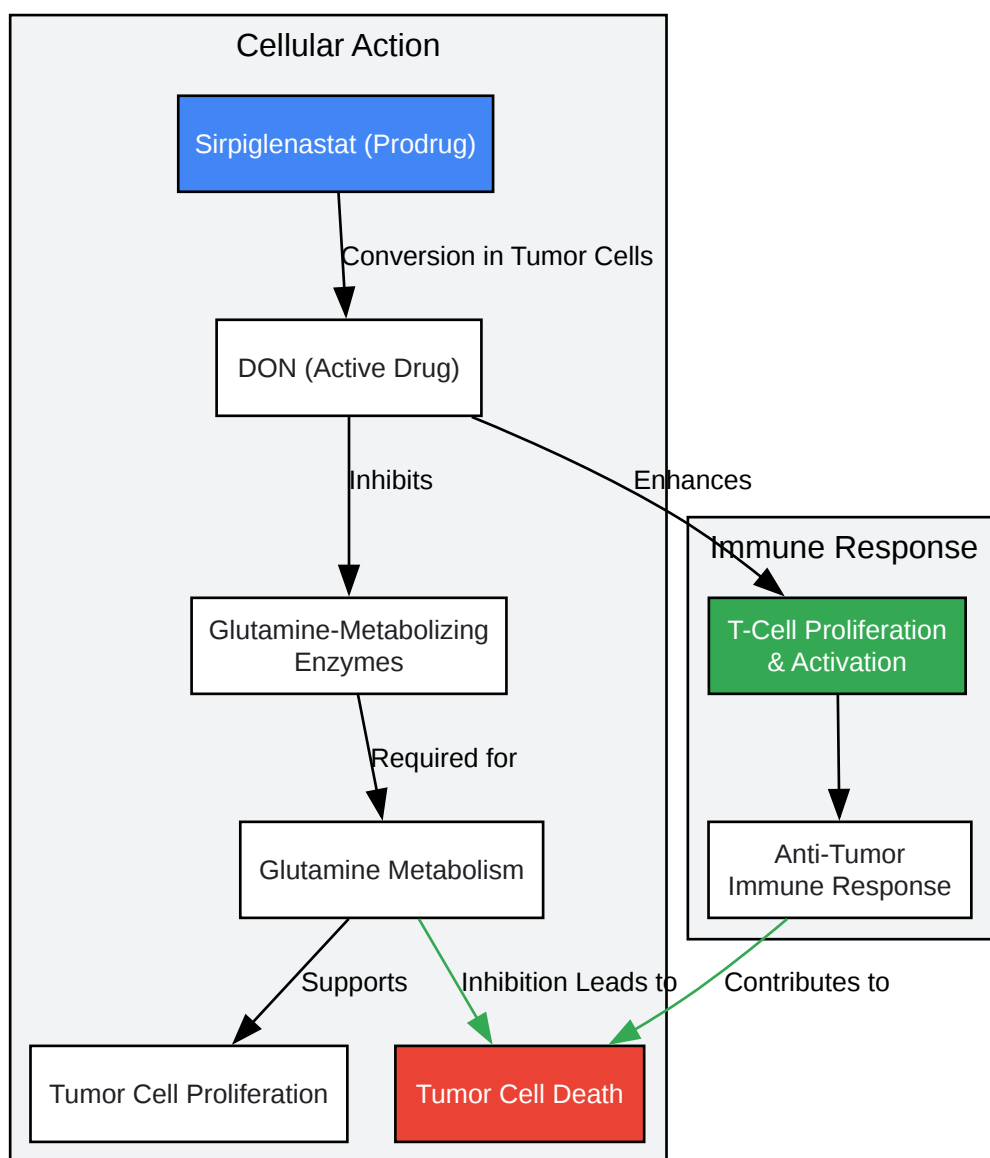 Cellular Action
Sirpiglenastat (Prodrug)
Conversion in Tumor Cells
DON (Active Drug)
Inhibits
Enhances
Immune Response
Glutamine-Metabolizing
Enzymes
T-Cell Proliferation
& Activation
Required for
Glutamine Metabolism
Anti-Tumor
Immune Response
Supports
Inhibition Leads to
Contributes to
Tumor Cell Proliferation
Tumor Cell Death